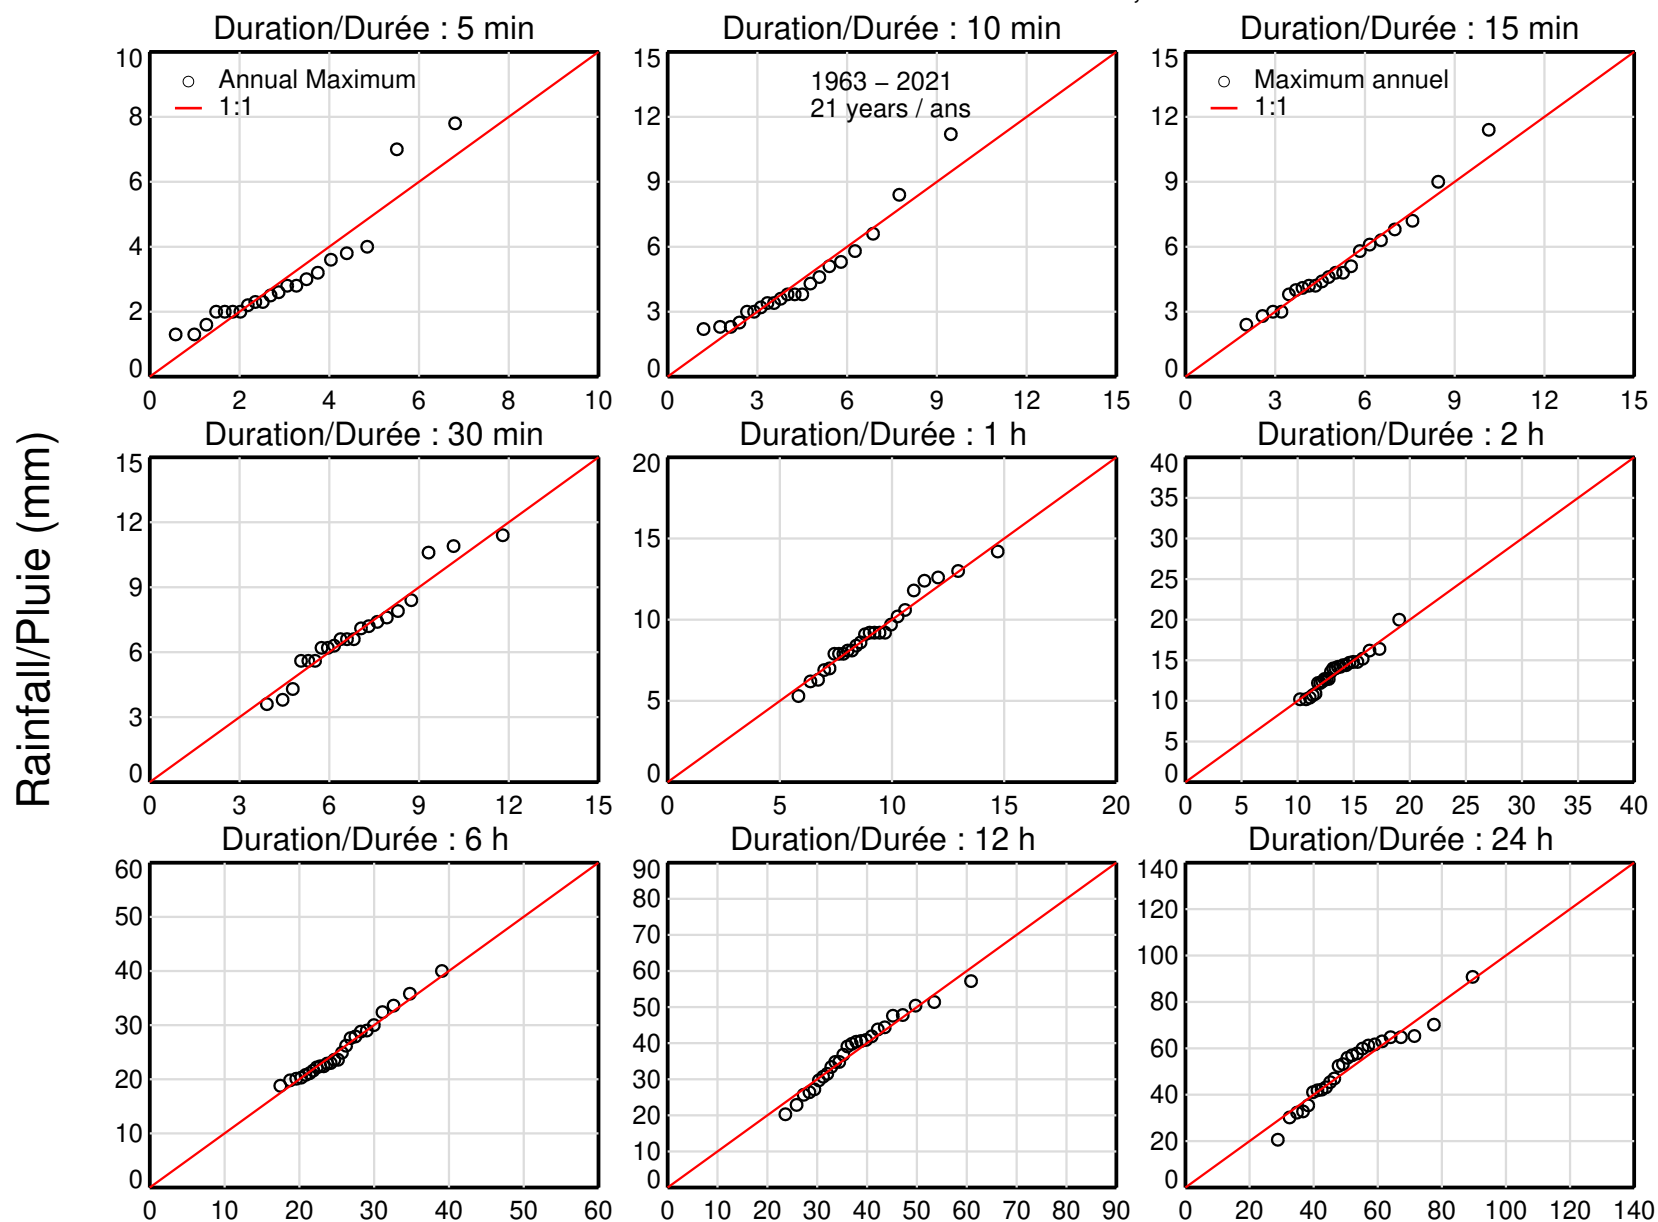 Duration/Durée : 5 min
10
8
6
4
2
0
0 2 4 6 8 10
Annual Maximum
1:1
Duration/Durée : 10 min
15
12
9
6
3
0
0 3 6 9 12 15
1963 – 2021
21 years / ans
Duration/Durée : 15 min
15
12
9
6
3
0
0 3 6 9 12 15
Maximum annuel
1:1
Rainfall/Pluie (mm)
Duration/Durée : 30 min
15
12
9
6
3
0
0 3 6 9 12 15
Duration/Durée : 1 h
20
15
10
5
0
0 5 10 15 20
Duration/Durée : 2 h
40
35
30
25
20
15
10
5
0
0 5 10 15 20 25 30 35 40
Duration/Durée : 6 h
60
50
40
30
20
10
0
0 10 20 30 40 50 60
Duration/Durée : 12 h
90
80
70
60
50
40
30
20
10
0
0 10 20 30 40 50 60 70 80 90
Duration/Durée : 24 h
140
120
100
80
60
40
20
0
0 20 40 60 80 100 120 140